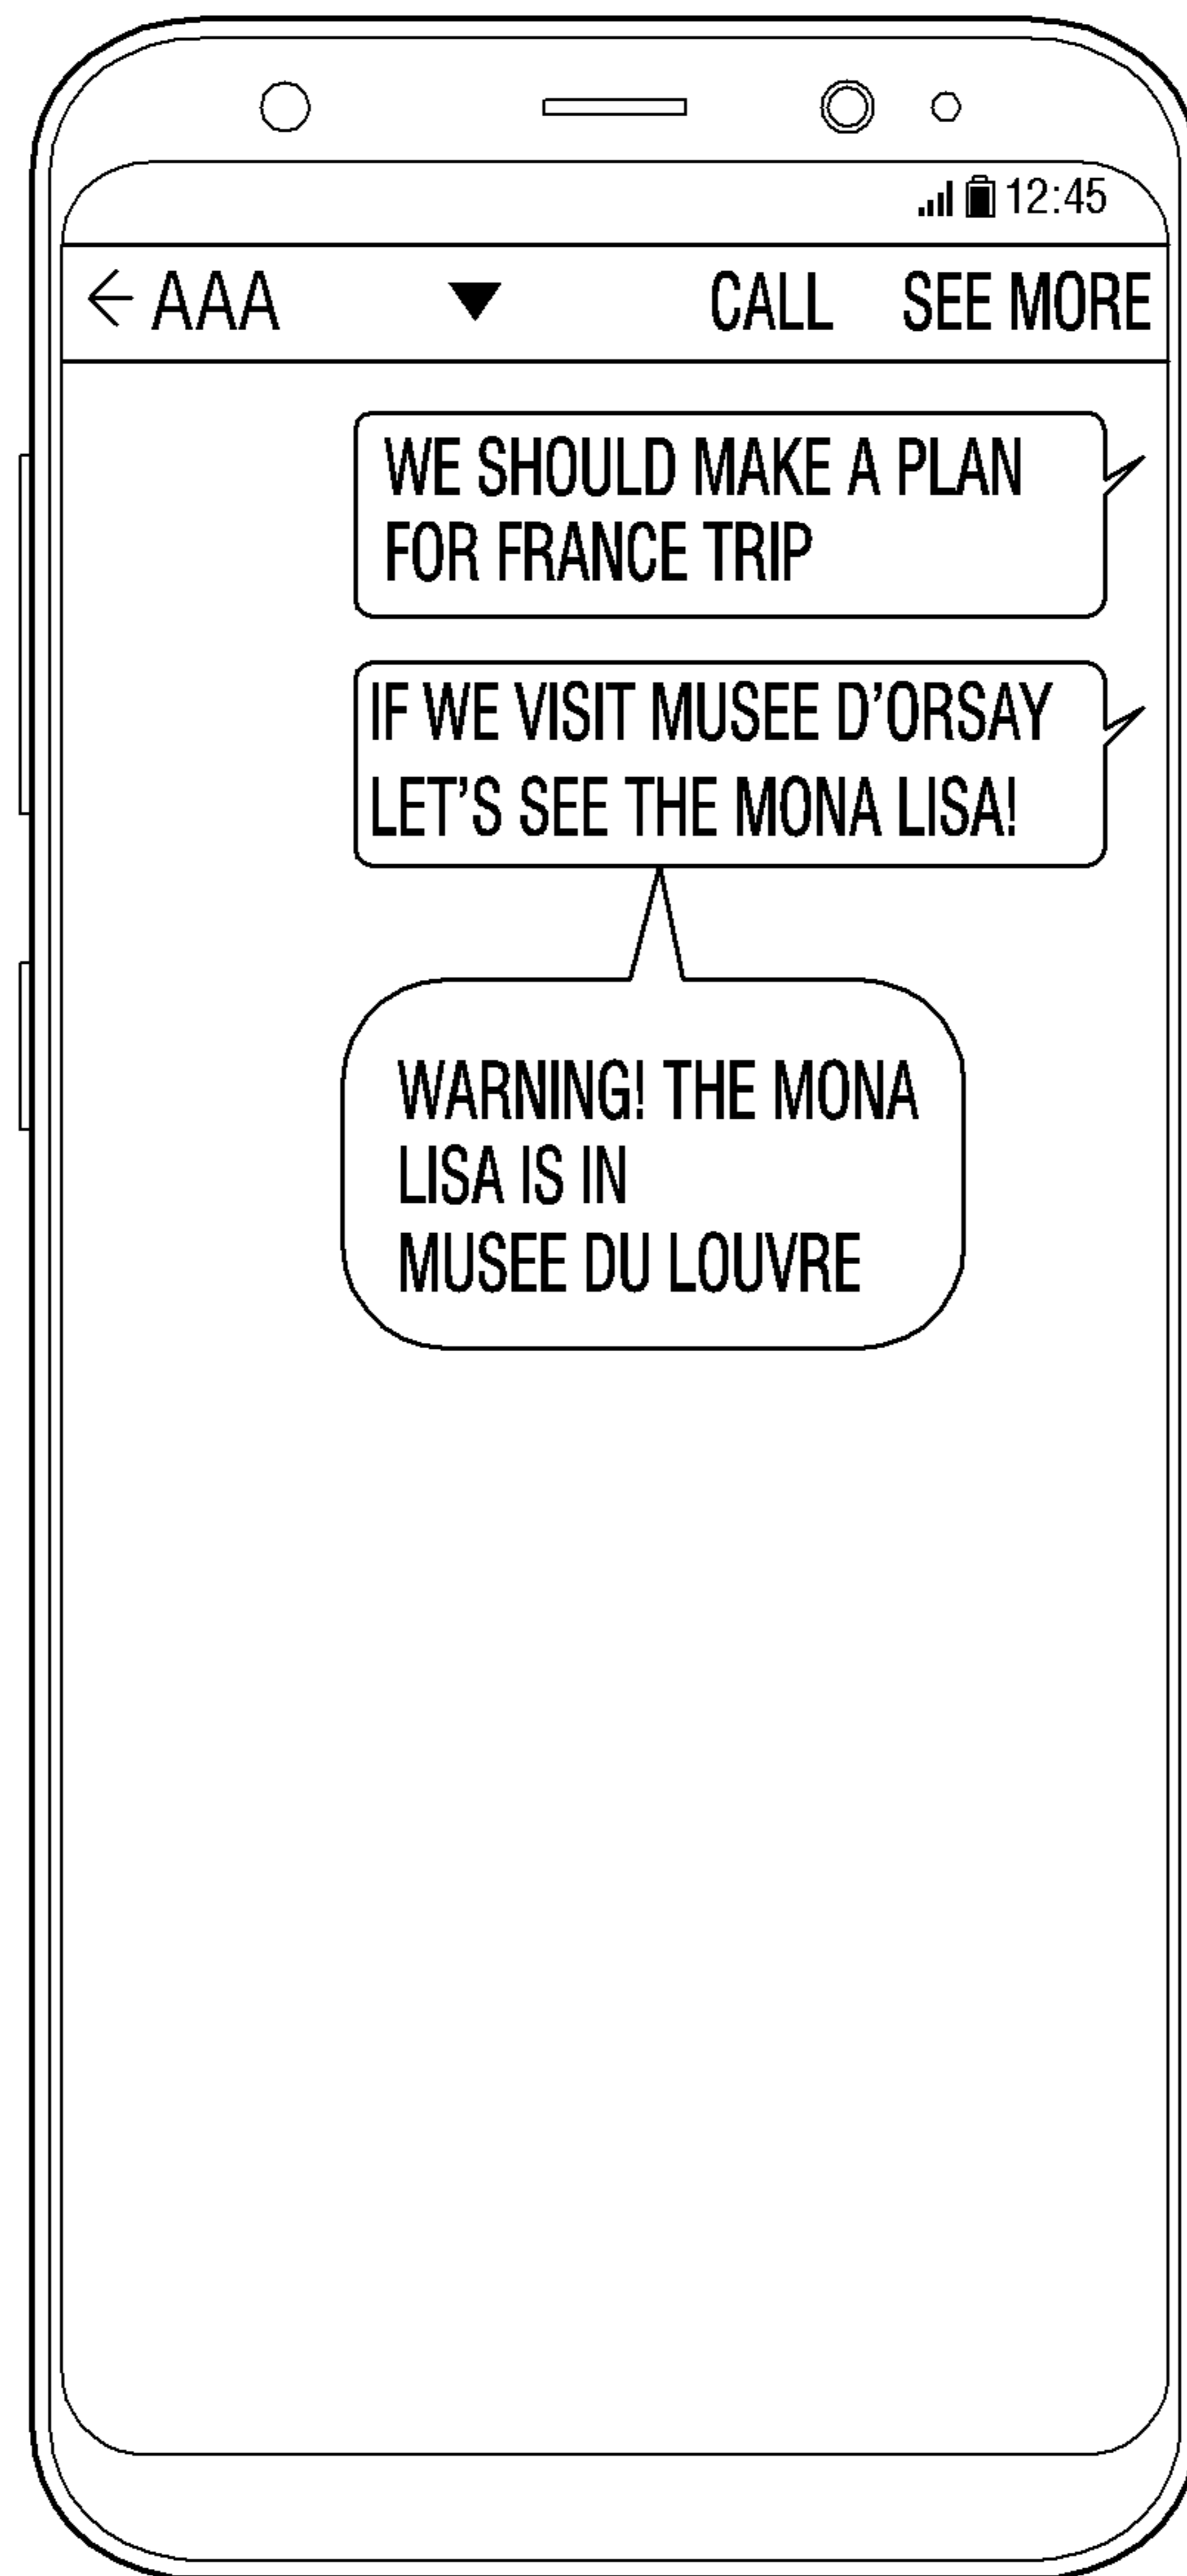 12:45
AAA CALL SEE MORE
WE SHOULD MAKE A PLAN
FOR FRANCE TRIP
IF WE VISIT MUSEE D'ORSAY
LET'S SEE THE MONA LISA!
WARNING! THE MONA
LISA IS IN
MUSEE DU LOUVRE